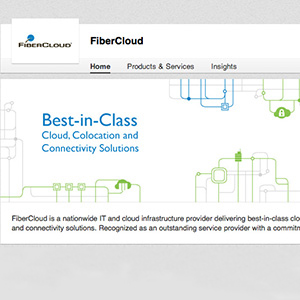 FIBERCLOUD
FiberCloud
Home Products & Services Insights
Best-in-Class
Cloud, Colocation and
Connectivity Solutions
FiberCloud is a nationwide IT and cloud infrastructure provider delivering best-in-class clo
and connectivity solutions. Recognized as an outstanding service provider with a commitm